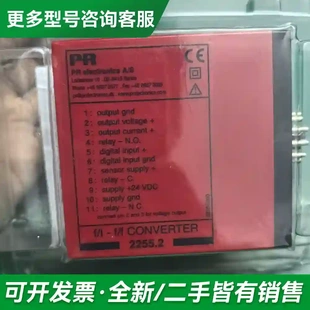 更多型号咨询客服
PR
PR electronics A/S
1: output gnd
2: output voltage +
3: output current +
4: relay - N.O.
5: digital input +
6: digital input gnd
7: sensor supply +
8: relay - C.
9: supply +24 VDC
10: supply gnd
11: relay - N.C.
f/I - f/f CONVERTER
2255.2
可开发票·全新/二手皆有销售